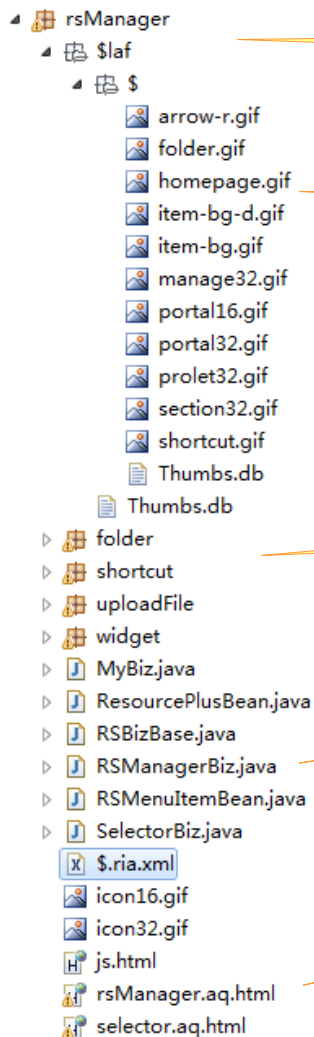 rsManager
$laf
$
arrow-r.gif
folder.gif
homepage.gif
item-bg-d.gif
item-bg.gif
manage32.gif
portal16.gif
portal32.gif
prolet32.gif
section32.gif
shortcut.gif
Thumbs.db
Thumbs.db
folder
shortcut
uploadFile
widget
MyBiz.java
ResourcePlusBean.java
RSBizBase.java
RSManagerBiz.java
RSMenuItemBean.java
SelectorBiz.java
$.ria.xml
icon16.gif
icon32.gif
js.html
rsManager.aq.html
selector.aq.html